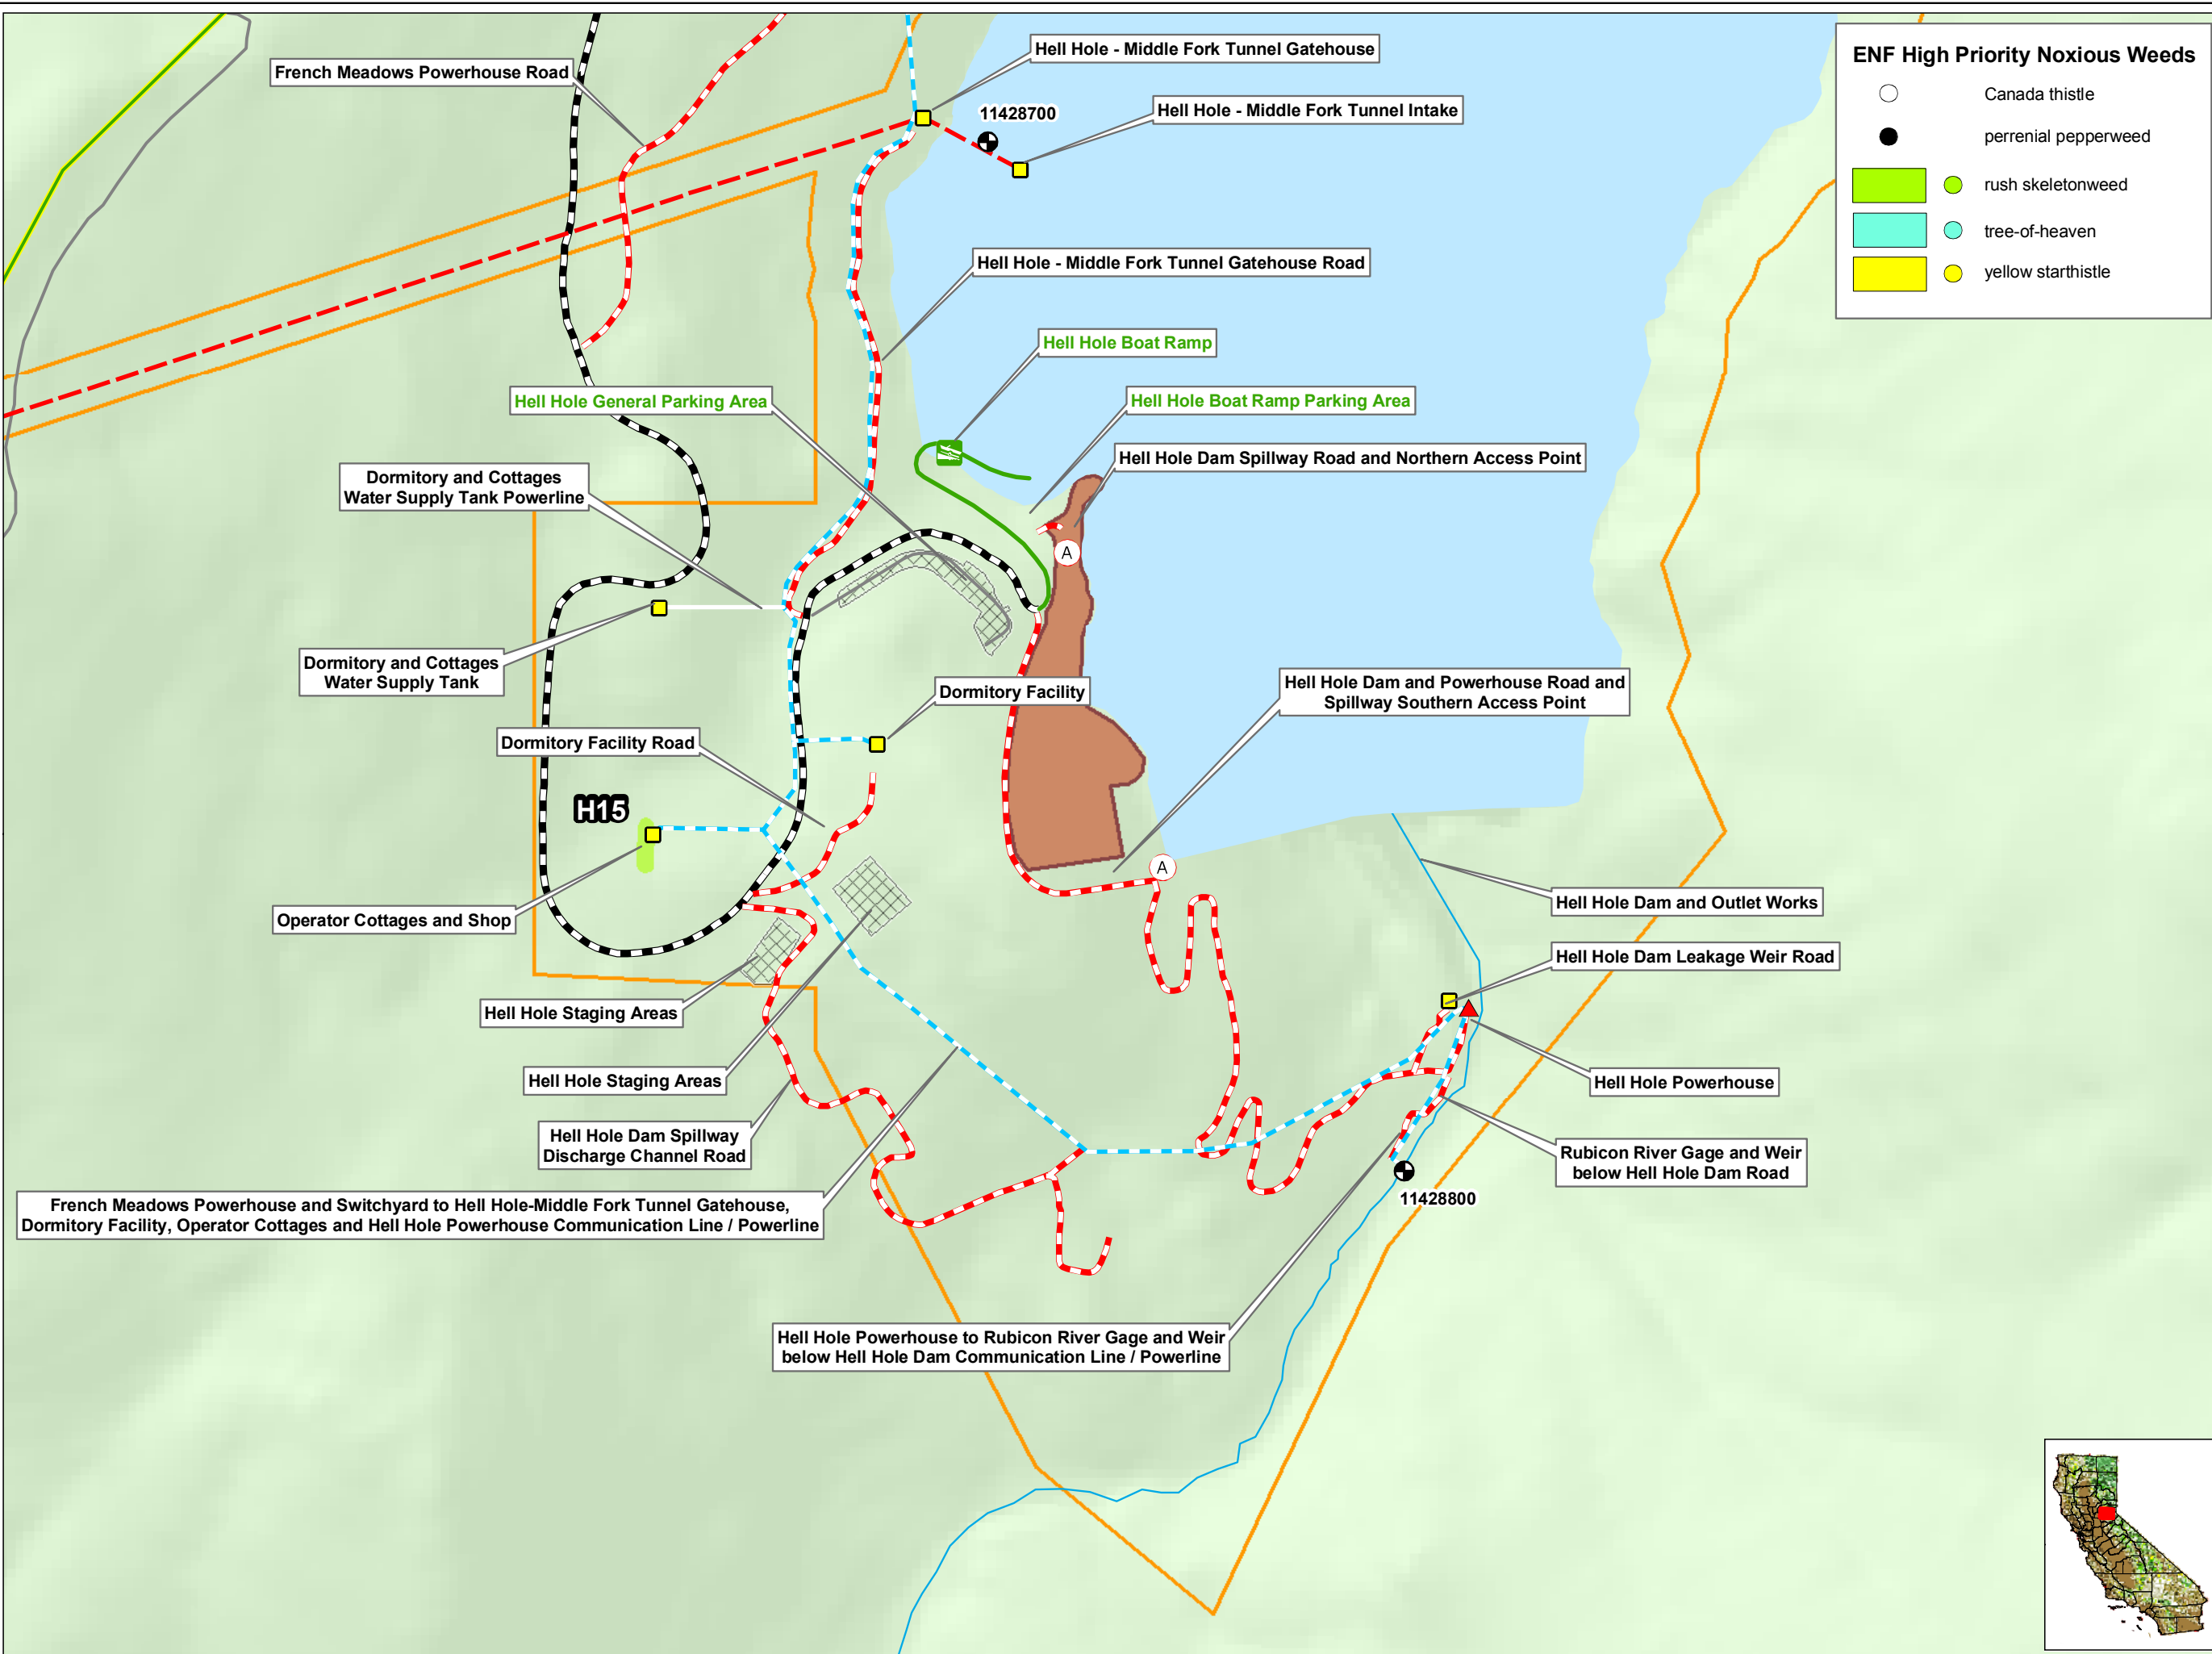 ENF High Priority Noxious Weeds
Canada thistle
perrenial pepperweed
rush skeletonweed
tree-of-heaven
yellow starthistle
French Meadows Powerhouse Road
Hell Hole - Middle Fork Tunnel Gatehouse
11428700
Hell Hole - Middle Fork Tunnel Intake
Hell Hole - Middle Fork Tunnel Gatehouse Road
Hell Hole Boat Ramp
Hell Hole General Parking Area
Hell Hole Boat Ramp Parking Area
Hell Hole Dam Spillway Road and Northern Access Point
Dormitory and Cottages
Water Supply Tank Powerline
A
Dormitory and Cottages
Water Supply Tank
Dormitory Facility
Hell Hole Dam and Powerhouse Road and
Spillway Southern Access Point
Dormitory Facility Road
H15
A
Operator Cottages and Shop
Hell Hole Dam and Outlet Works
Hell Hole Dam Leakage Weir Road
Hell Hole Staging Areas
Hell Hole Staging Areas
Hell Hole Powerhouse
Hell Hole Dam Spillway
Discharge Channel Road
Rubicon River Gage and Weir
below Hell Hole Dam Road
11428800
French Meadows Powerhouse and Switchyard to Hell Hole-Middle Fork Tunnel Gatehouse,
Dormitory Facility, Operator Cottages and Hell Hole Powerhouse Communication Line / Powerline
Hell Hole Powerhouse to Rubicon River Gage and Weir
below Hell Hole Dam Communication Line / Powerline